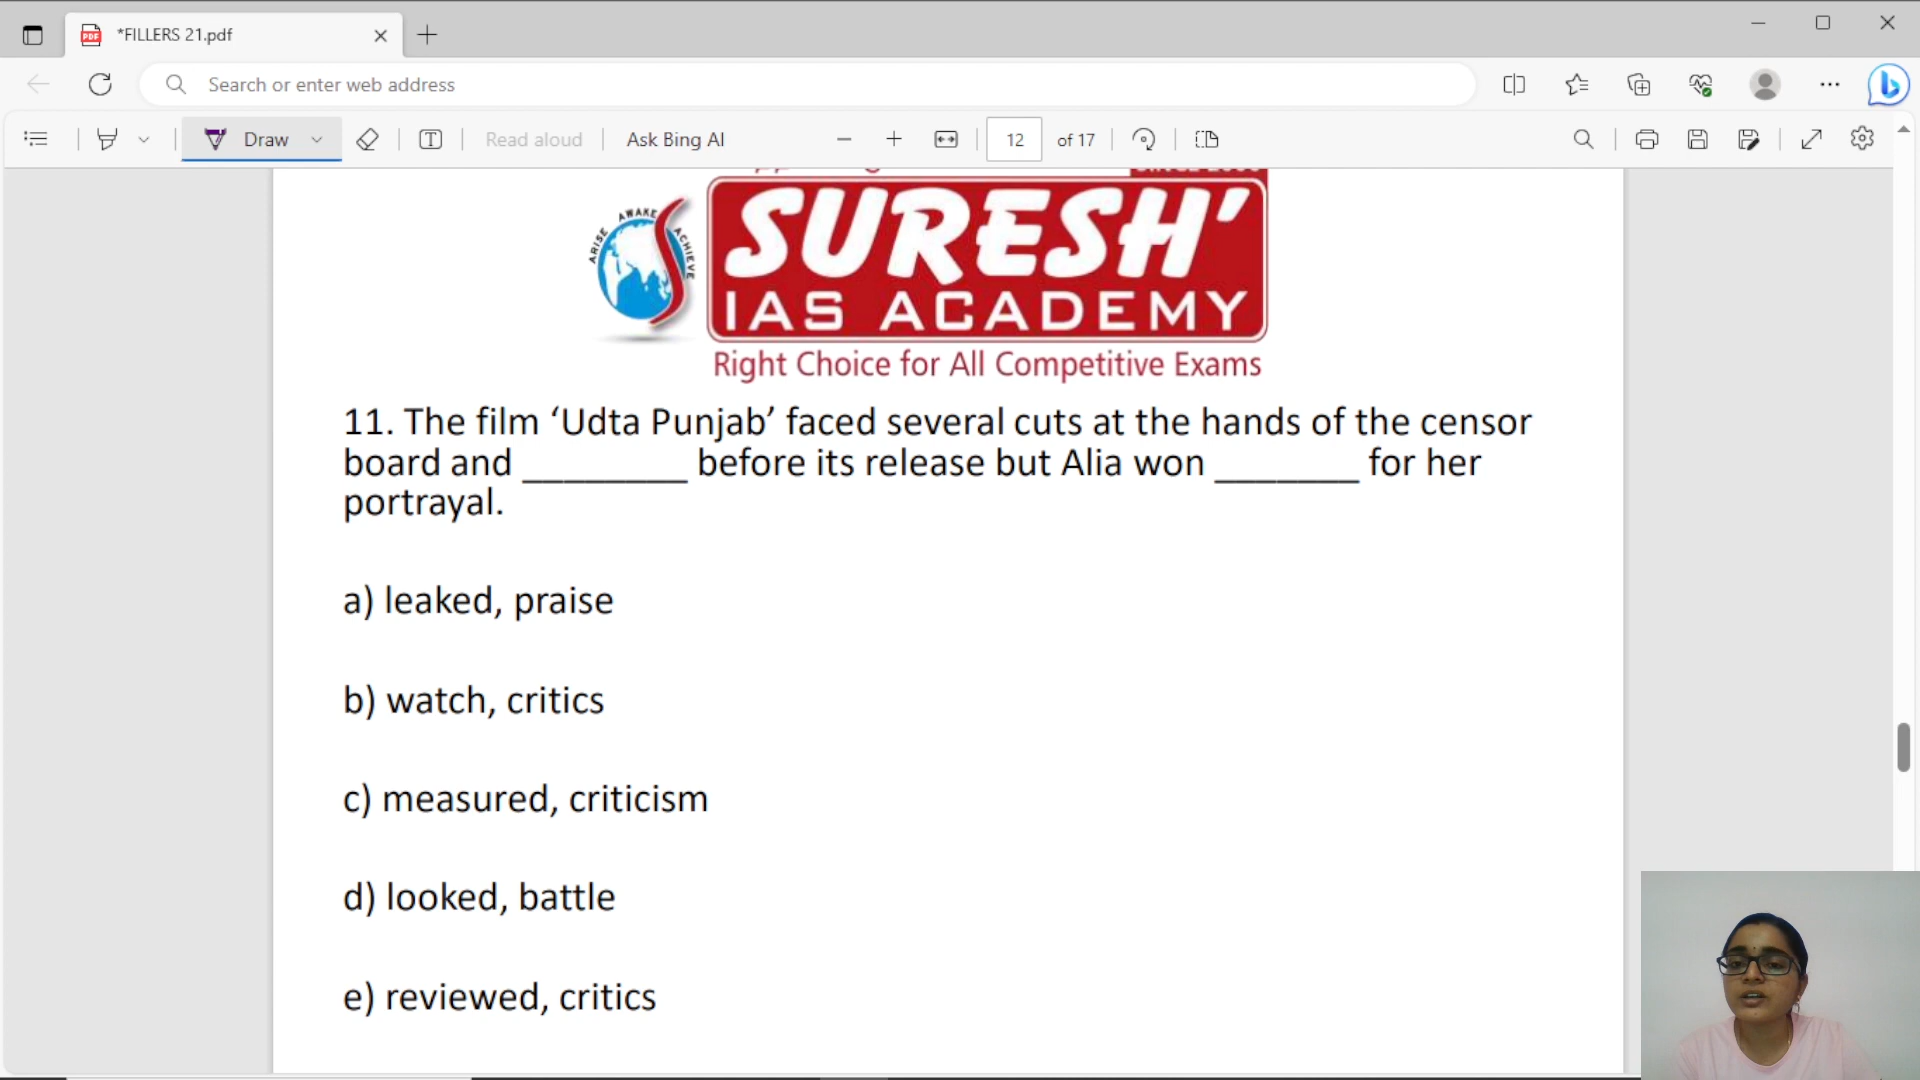 *FILLERS 21.pdf
Search or enter web address
Draw
Read aloud
Ask Bing AI
12
of 17
ARISE AWAKE ACHIEVE
SURESH'
IAS ACADEMY
Right Choice for All Competitive Exams
11. The film ‘Udta Punjab’ faced several cuts at the hands of the censor
board and ________ before its release but Alia won _______ for her
portrayal.
a) leaked, praise
b) watch, critics
c) measured, criticism
d) looked, battle
e) reviewed, critics